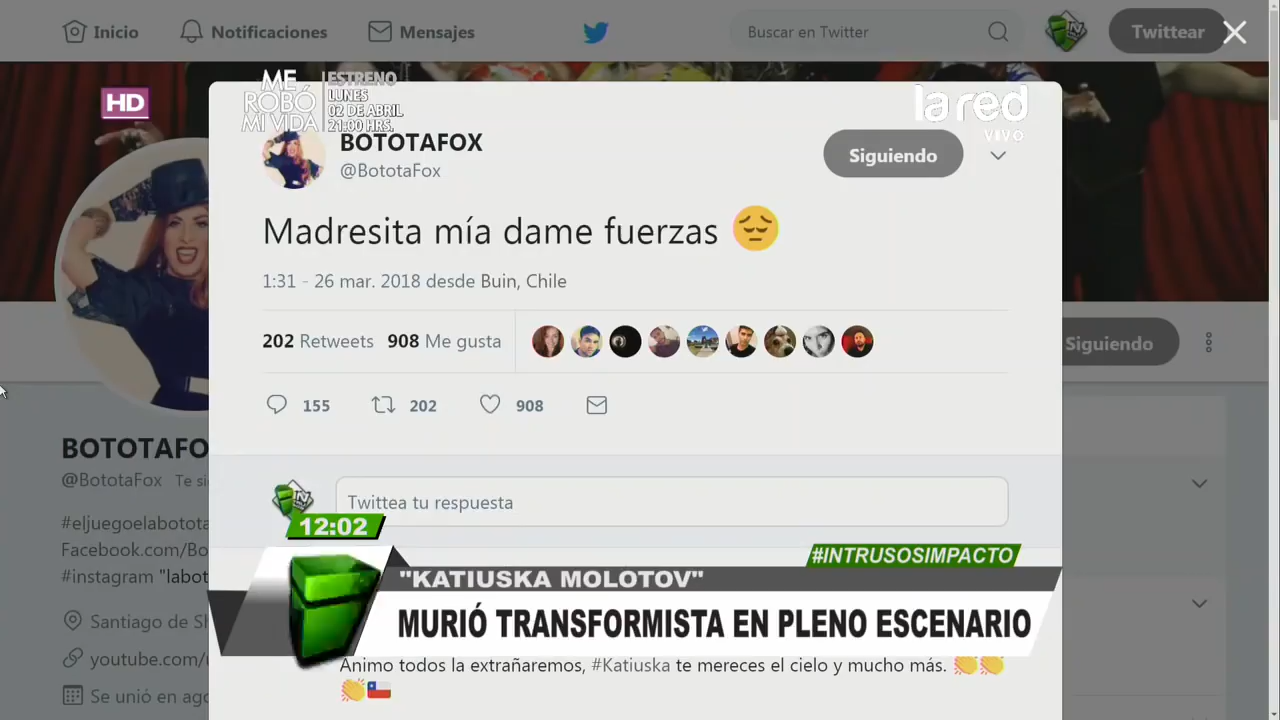 Inicio
Notificaciones
Mensajes
Buscar en Twitter
Twittear
HD
ME
ROBÓ
MI VIDA
ESTRENO
LUNES
02 DE ABRIL
21:00 HRS.
la red
VIVO
BOTOTAFOX
@BototaFox
Siguiendo
Madresita mía dame fuerzas 😔
1:31 - 26 mar. 2018 desde Buin, Chile
202 Retweets 908 Me gusta
Siguiendo
155 202 908
BOTOTAFO
@BototaFox Te si
Twittea tu respuesta
#eljuegoelabotota
Facebook.com/Bo
#instagram "labot
12:02
#INTRUSOSIMPACTO
"KATIUSKA MOLOTOV"
MURIÓ TRANSFORMISTA EN PLENO ESCENARIO
Santiago de Sh
youtube.com/
Se unió en ago
Animo todos la extrañaremos, #Katiuska te mereces el cielo y mucho más. 👏👏
👏🇨🇱